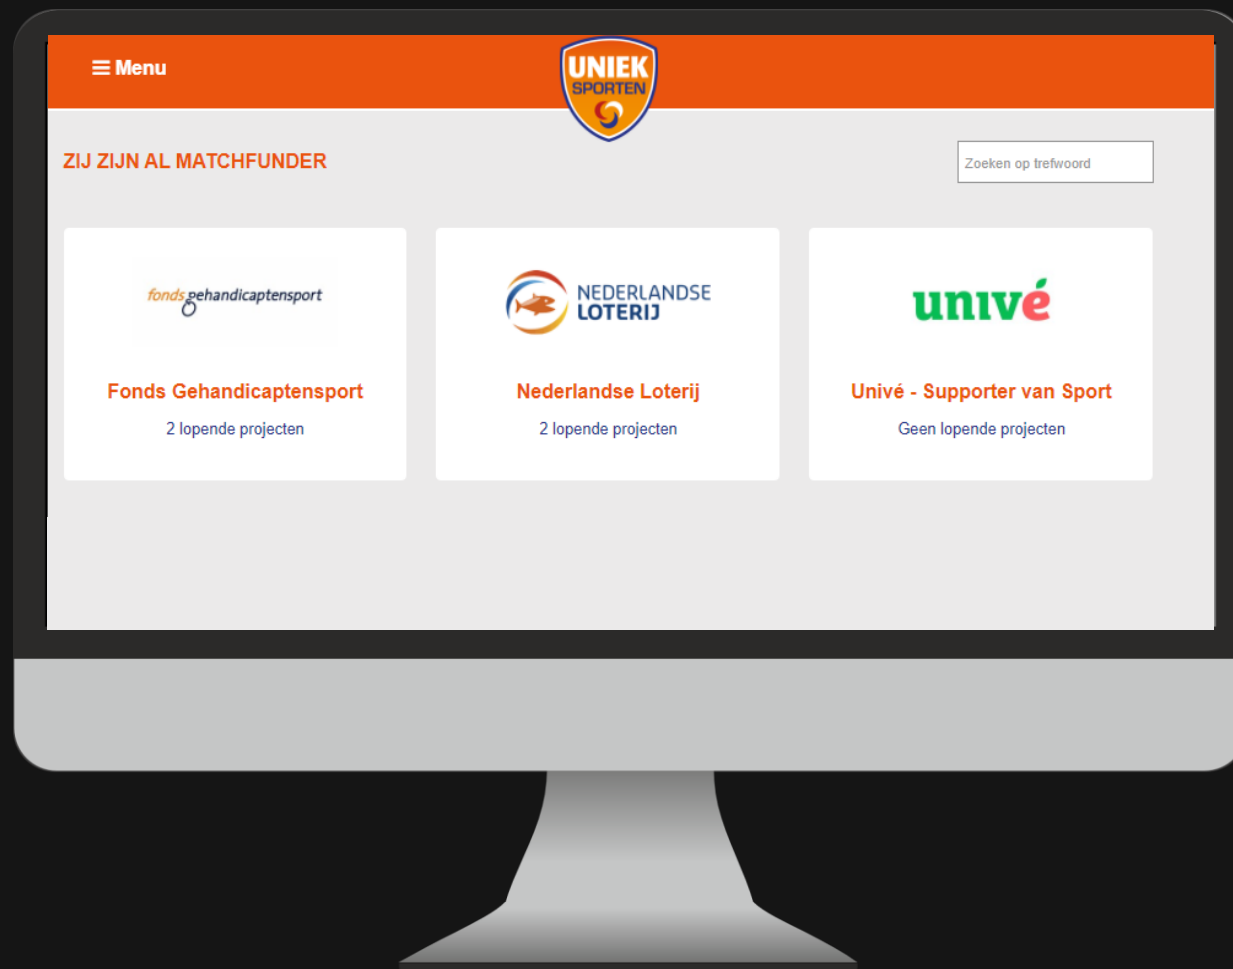 ☰ Menu
UNIEK
SPORTEN
ZIJ ZIJN AL MATCHFUNDER
Zoeken op trefwoord
fonds gehandicaptensport
NEDERLANDSE
LOTERIJ
univé
Fonds Gehandicaptensport
Nederlandse Loterij
Univé - Supporter van Sport
2 lopende projecten
2 lopende projecten
Geen lopende projecten